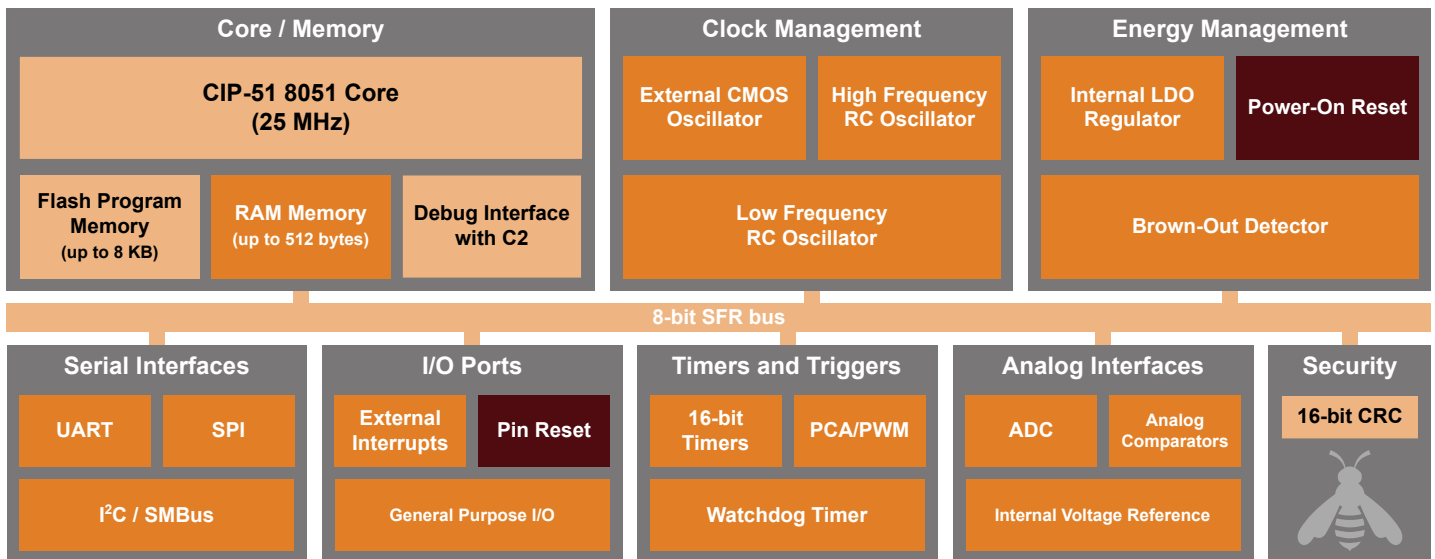 Core / Memory
CIP-51 8051 Core
(25 MHz)
Flash Program
Memory
(up to 8 KB)
RAM Memory
(up to 512 bytes)
Debug Interface
with C2
Clock Management
External CMOS
Oscillator
High Frequency
RC Oscillator
Low Frequency
RC Oscillator
Energy Management
Internal LDO
Regulator
Power-On Reset
Brown-Out Detector
8-bit SFR bus
Serial Interfaces
UART
SPI
I²C / SMBus
I/O Ports
External
Interrupts
Pin Reset
General Purpose I/O
Timers and Triggers
16-bit
Timers
PCA/PWM
Watchdog Timer
Analog Interfaces
ADC
Analog
Comparators
Internal Voltage Reference
Security
16-bit CRC